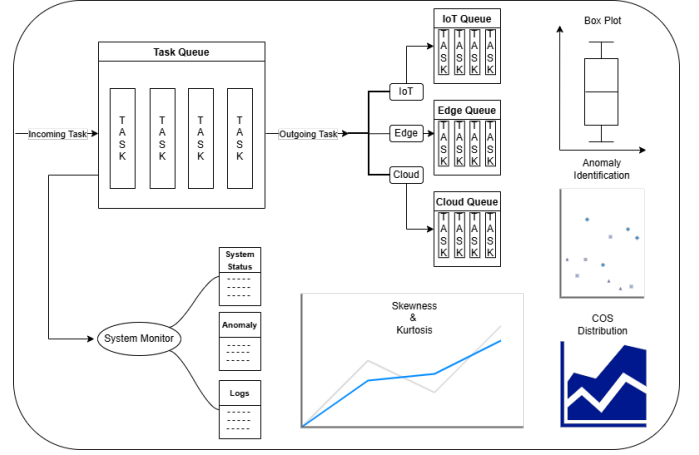 Task Queue
TASK
TASK
TASK
TASK
Incoming Task
Outgoing Task
IoT
Edge
Cloud
IoT Queue
TASK
TASK
TASK
TASK
Edge Queue
TASK
TASK
TASK
TASK
Cloud Queue
TASK
TASK
TASK
TASK
Box Plot
Anomaly
Identification
COS
Distribution
System Monitor
System
Status
Anomaly
Logs
Skewness
&
Kurtosis